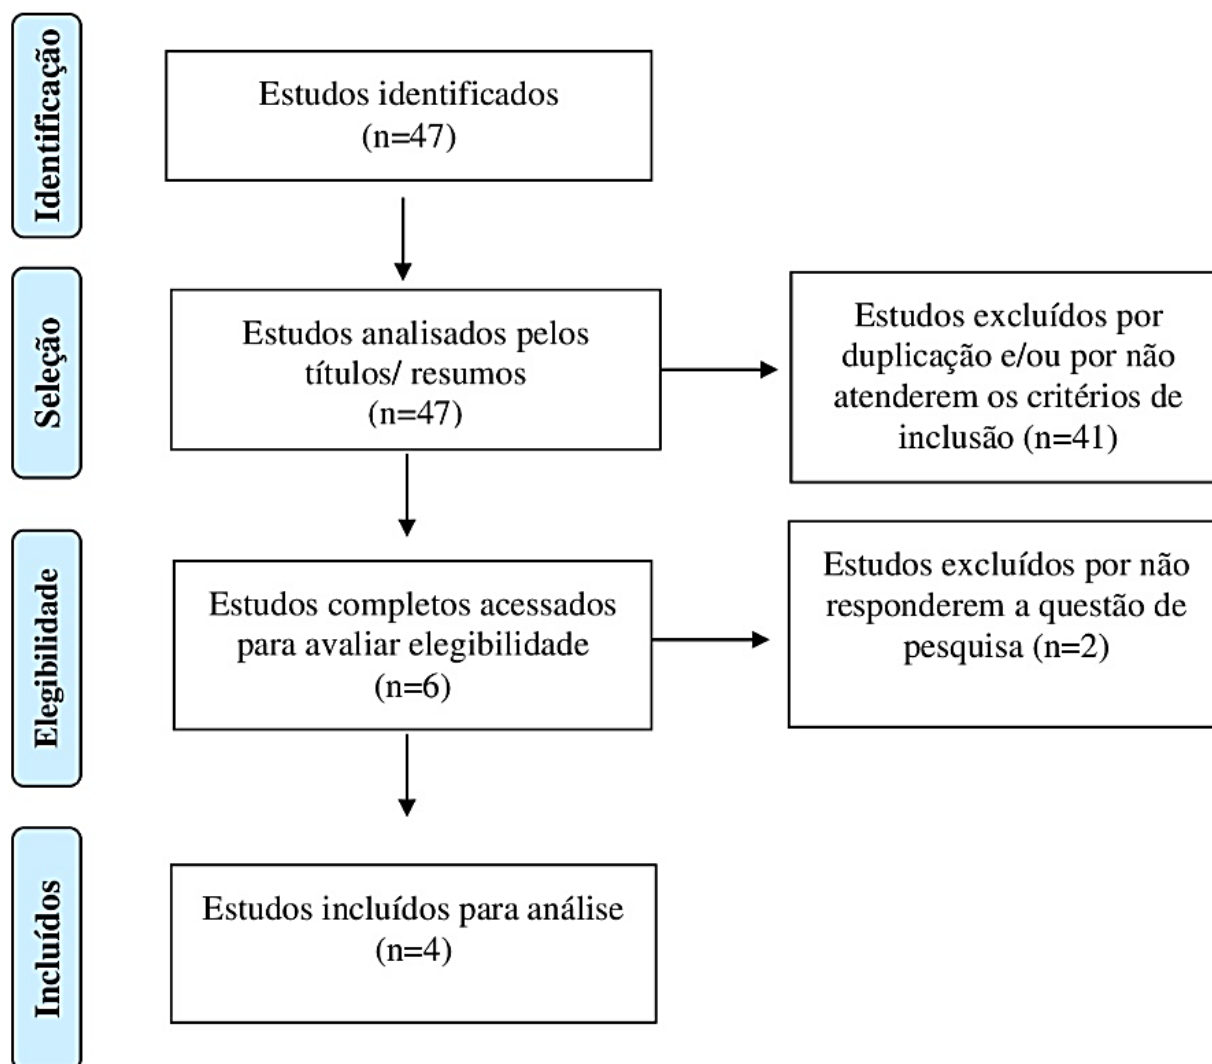 Identificação
Estudos identificados
(n=47)
Seleção
Estudos analisados pelos
títulos/ resumos
(n=47)
Estudos excluídos por
duplicação e/ou por não
atenderem os critérios de
inclusão (n=41)
Elegibilidade
Estudos completos acessados
para avaliar elegibilidade
(n=6)
Estudos excluídos por não
responderem a questão de
pesquisa (n=2)
Incluídos
Estudos incluídos para análise
(n=4)